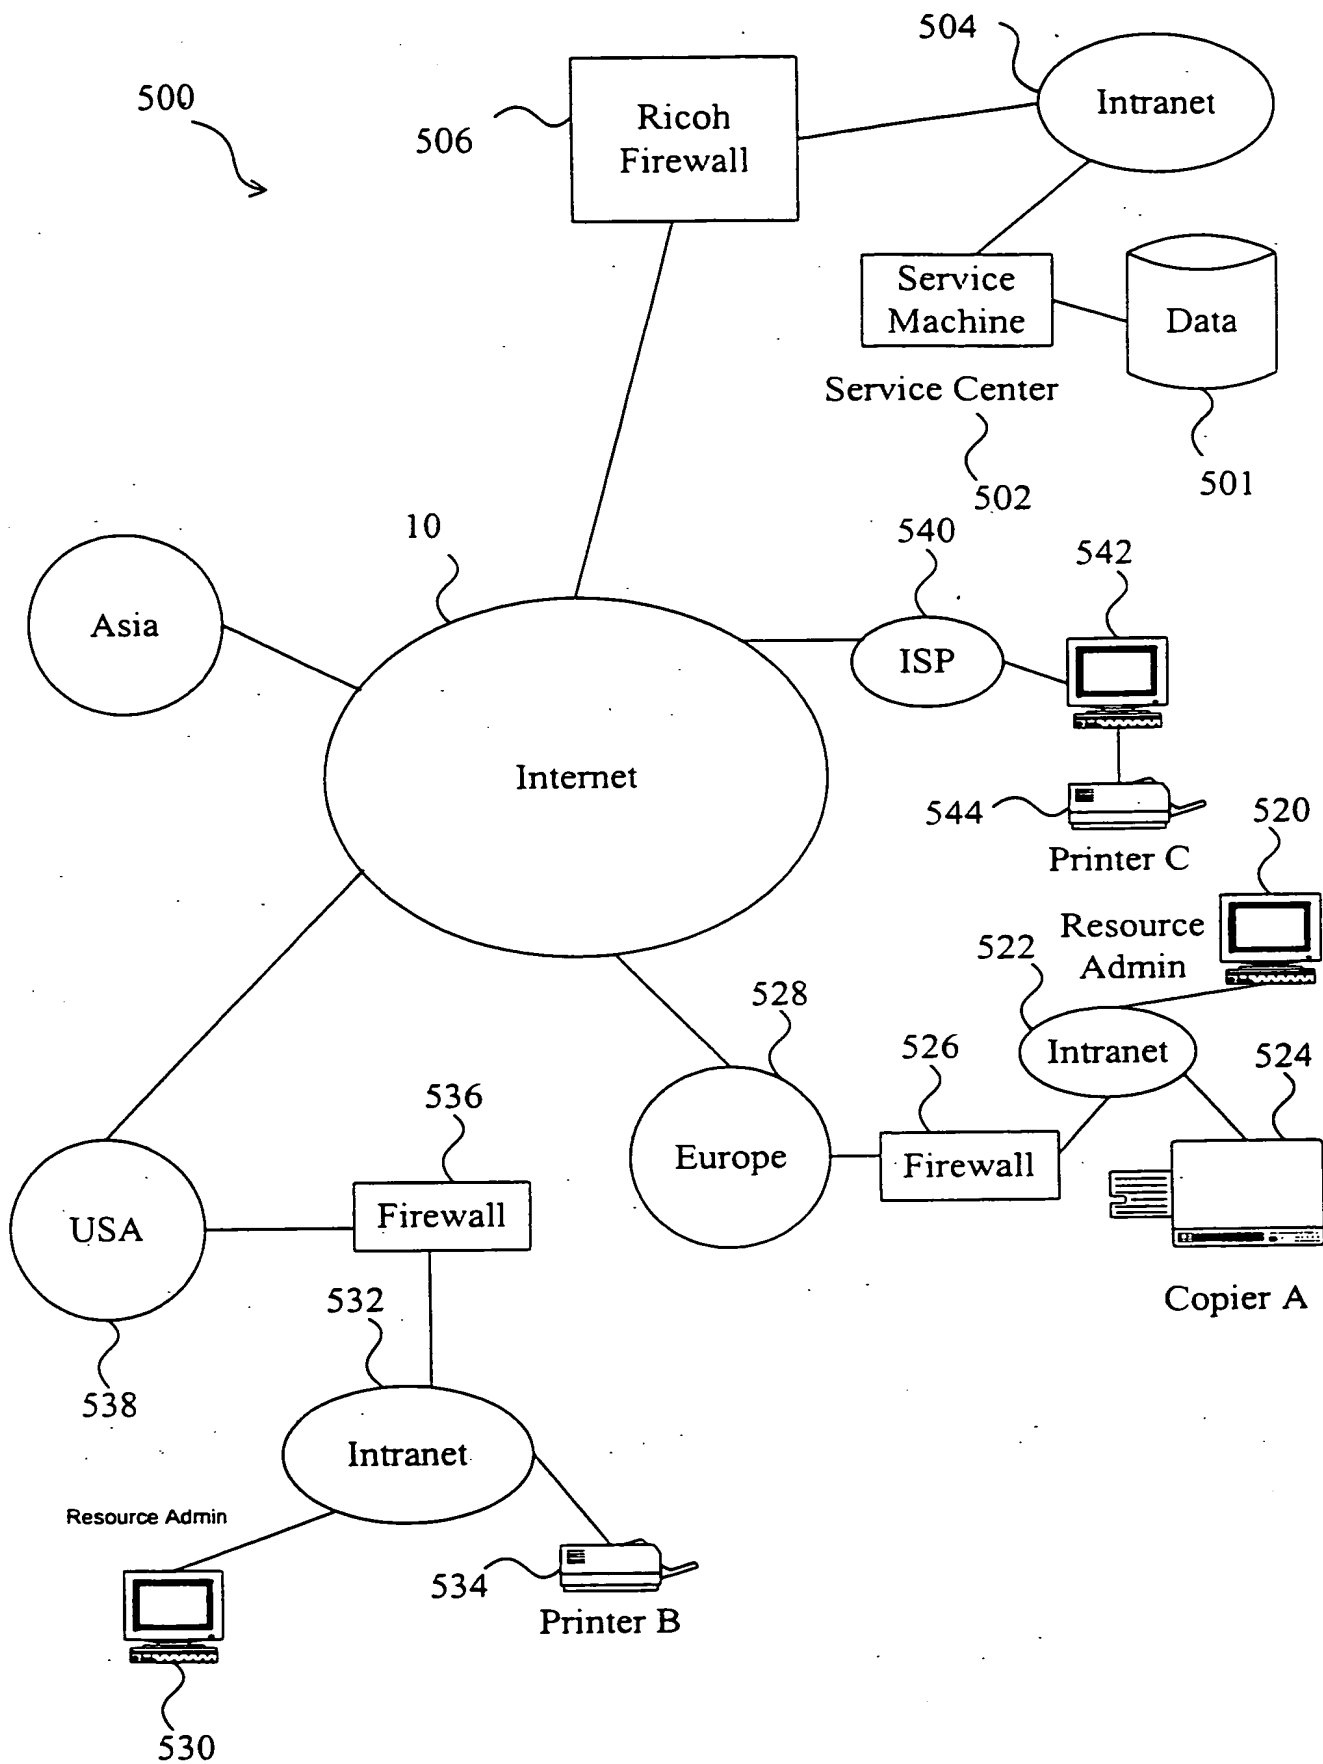 504
500
506
Ricoh
Firewall
Intranet
Service
Machine
Data
Service Center
502
501
10
540
542
Asia
ISP
Internet
544
Printer C
520
Resource
Admin
522
528
526
Intranet
524
536
Europe
Firewall
USA
Firewall
Copier A
532
538
Intranet
Resource Admin
534
Printer B
530